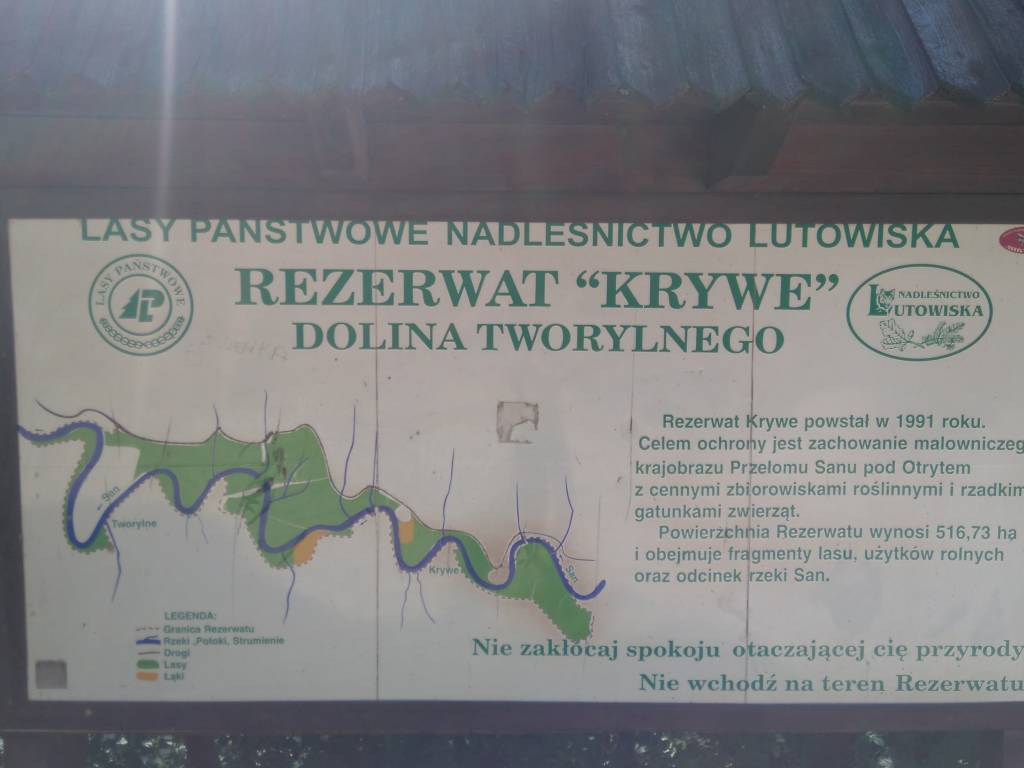 LASY PAŃSTWOWE NADLEŚNICTWO LUTOWISKA
LASY PAŃSTWOWE
REZERWAT “KRYWE”
DOLINA TWORYLNEGO
NADLEŚNICTWO
LUTOWISKA
Rezerwat Krywe powstał w 1991 roku.
Celem ochrony jest zachowanie malowniczeg
krajobrazu Przełomu Sanu pod Otrytem
z cennymi zbiorowiskami roślinnymi i rzadkim
gatunkami zwierząt.
Powierzchnia Rezerwatu wynosi 516,73 hą
i obejmuje fragmenty lasu, użytków rolnych
oraz odcinek rzeki San.
San
Tworylne
Krywe
San
LEGENDA:
Granica Rezerwatu
Rzeki ,Potoki, Strumienie
Drogi
Lasy
Łąki
Nie zakłócaj spokoju otaczającej cię przyrody
Nie wchodź na teren Rezerwatu